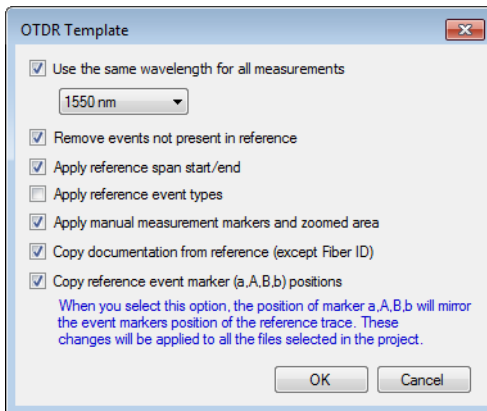 OTDR Template
Use the same wavelength for all measurements
1550 nm
Remove events not present in reference
Apply reference span start/end
Apply reference event types
Apply manual measurement markers and zoomed area
Copy documentation from reference (except Fiber ID)
Copy reference event marker (a,A,B,b) positions
When you select this option, the position of marker a,A,B,b will mirror
the event markers position of the reference trace. These
changes will be applied to all the files selected in the project.
OK Cancel